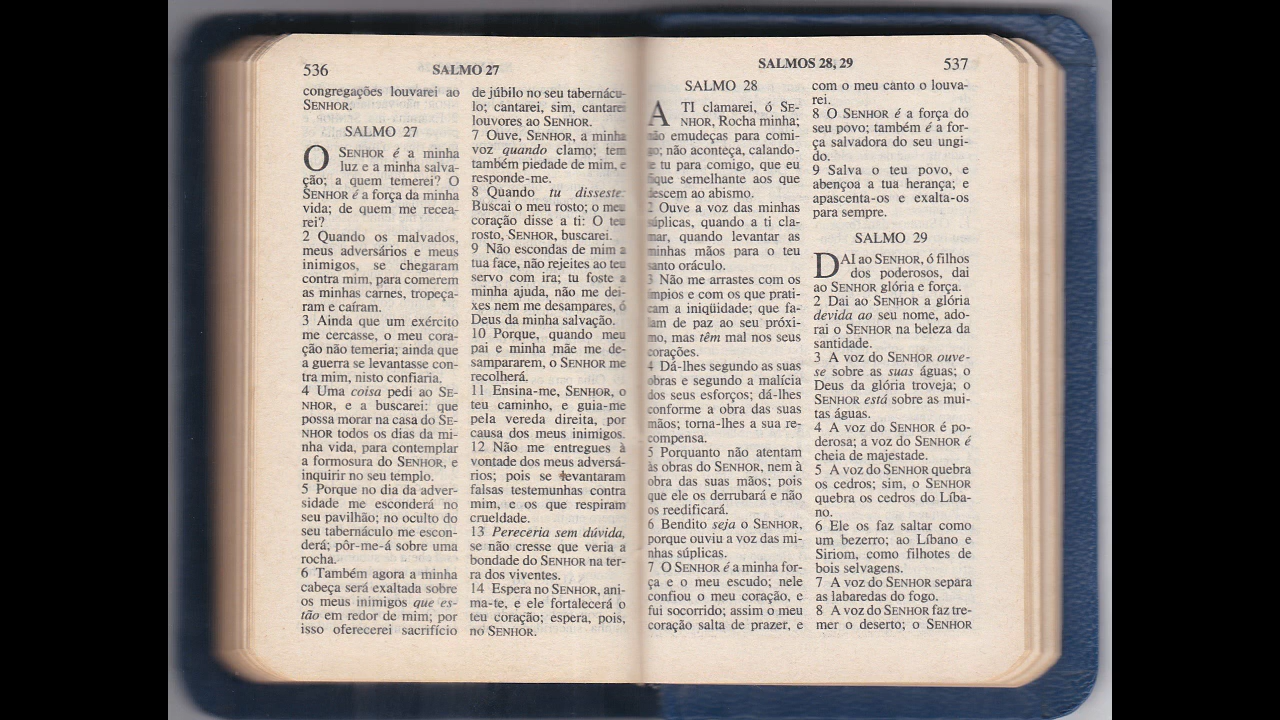 536
SALMO 27
congregações louvarei ao
SENHOR.
SALMO 27
O SENHOR é a minha
luz e a minha salva-
ção; a quem temerei? O
SENHOR é a força da minha
vida; de quem me recea-
rei?
2 Quando os malvados,
meus adversários e meus
inimigos, se chegaram
contra mim, para comerem
as minhas carnes, tropeça-
ram e caíram.
3 Ainda que um exército
me cercasse, o meu cora-
ção não temeria; ainda que
a guerra se levantasse con-
tra mim, nisto confiaria.
4 Uma coisa pedi ao SE-
NHOR, e a buscarei: que
possa morar na casa do SE-
NHOR todos os dias da mi-
nha vida, para contemplar
a formosura do SENHOR, e
inquirir no seu templo.
5 Porque no dia da adver-
sidade me esconderá no
seu pavilhão; no oculto do
seu tabernáculo me escon-
derá; pôr-me-á sobre uma
rocha.
6 Também agora a minha
cabeça será exaltada sobre
os meus inimigos que es-
tão em redor de mim; por
isso oferecerei sacrifício
de júbilo no seu tabernácu-
lo; cantarei, sim, cantarei
louvores ao SENHOR.
7 Ouve, SENHOR, a minha
voz quando clamo; tem
também piedade de mim, e
responde-me.
8 Quando tu disseste:
Buscai o meu rosto; o meu
coração disse a ti: O teu
rosto, SENHOR, buscarei.
9 Não escondas de mim a
tua face, não rejeites ao teu
servo com ira; tu foste a
minha ajuda, não me dei-
xes nem me desampares, ó
Deus da minha salvação.
10 Porque, quando meu
pai e minha mãe me de-
sampararem, o SENHOR me
recolherá.
11 Ensina-me, SENHOR, o
teu caminho, e guia-me
pela vereda direita, por
causa dos meus inimigos.
12 Não me entregues à
vontade dos meus adversá-
rios; pois se levantaram
falsas testemunhas contra
mim, e os que respiram
crueldade.
13 Pereceria sem dúvida,
se não cresse que veria a
bondade do SENHOR na ter-
ra dos viventes.
14 Espera no SENHOR, ani-
ma-te, e ele fortalecerá o
teu coração; espera, pois,
no SENHOR.
SALMOS 28, 29
537
SALMO 28
A TI clamarei, ó SE-
NHOR, Rocha minha;
não emudeças para comi-
go; não aconteça, calando-
te tu para comigo, que eu
fique semelhante aos que
descem ao abismo.
2 Ouve a voz das minhas
súplicas, quando a ti cla-
mar, quando levantar as
minhas mãos para o teu
santo oráculo.
3 Não me arrastes com os
ímpios e com os que prati-
cam a iniqüidade; que fa-
lam de paz ao seu próxi-
mo, mas têm mal nos seus
corações.
4 Dá-lhes segundo as suas
obras e segundo a malícia
dos seus esforços; dá-lhes
conforme a obra das suas
mãos; torna-lhes a sua re-
compensa.
5 Porquanto não atentam
às obras do SENHOR, nem à
obra das suas mãos; pois
que ele os derrubará e não
os reedificará.
6 Bendito seja o SENHOR,
porque ouviu a voz das mi-
nhas súplicas.
7 O SENHOR é a minha for-
ça e o meu escudo; nele
confiou o meu coração, e
fui socorrido; assim o meu
coração salta de prazer, e
com o meu canto o louva-
rei.
8 O SENHOR é a força do
seu povo; também é a for-
ça salvadora do seu ungi-
do.
9 Salva o teu povo, e
abençoa a tua herança; e
apascenta-os e exalta-os
para sempre.
SALMO 29
DAI ao SENHOR, ó filhos
dos poderosos, dai
ao SENHOR glória e força.
2 Dai ao SENHOR a glória
devida ao seu nome, ado-
rai o SENHOR na beleza da
santidade.
3 A voz do SENHOR ouve-
se sobre as suas águas; o
Deus da glória troveja; o
SENHOR está sobre as mui-
tas águas.
4 A voz do SENHOR é po-
derosa; a voz do SENHOR é
cheia de majestade.
5 A voz do SENHOR quebra
os cedros; sim, o SENHOR
quebra os cedros do Líba-
no.
6 Ele os faz saltar como
um bezerro; ao Líbano e
Siriom, como filhotes de
bois selvagens.
7 A voz do SENHOR separa
as labaredas do fogo.
8 A voz do SENHOR faz tre-
mer o deserto; o SENHOR